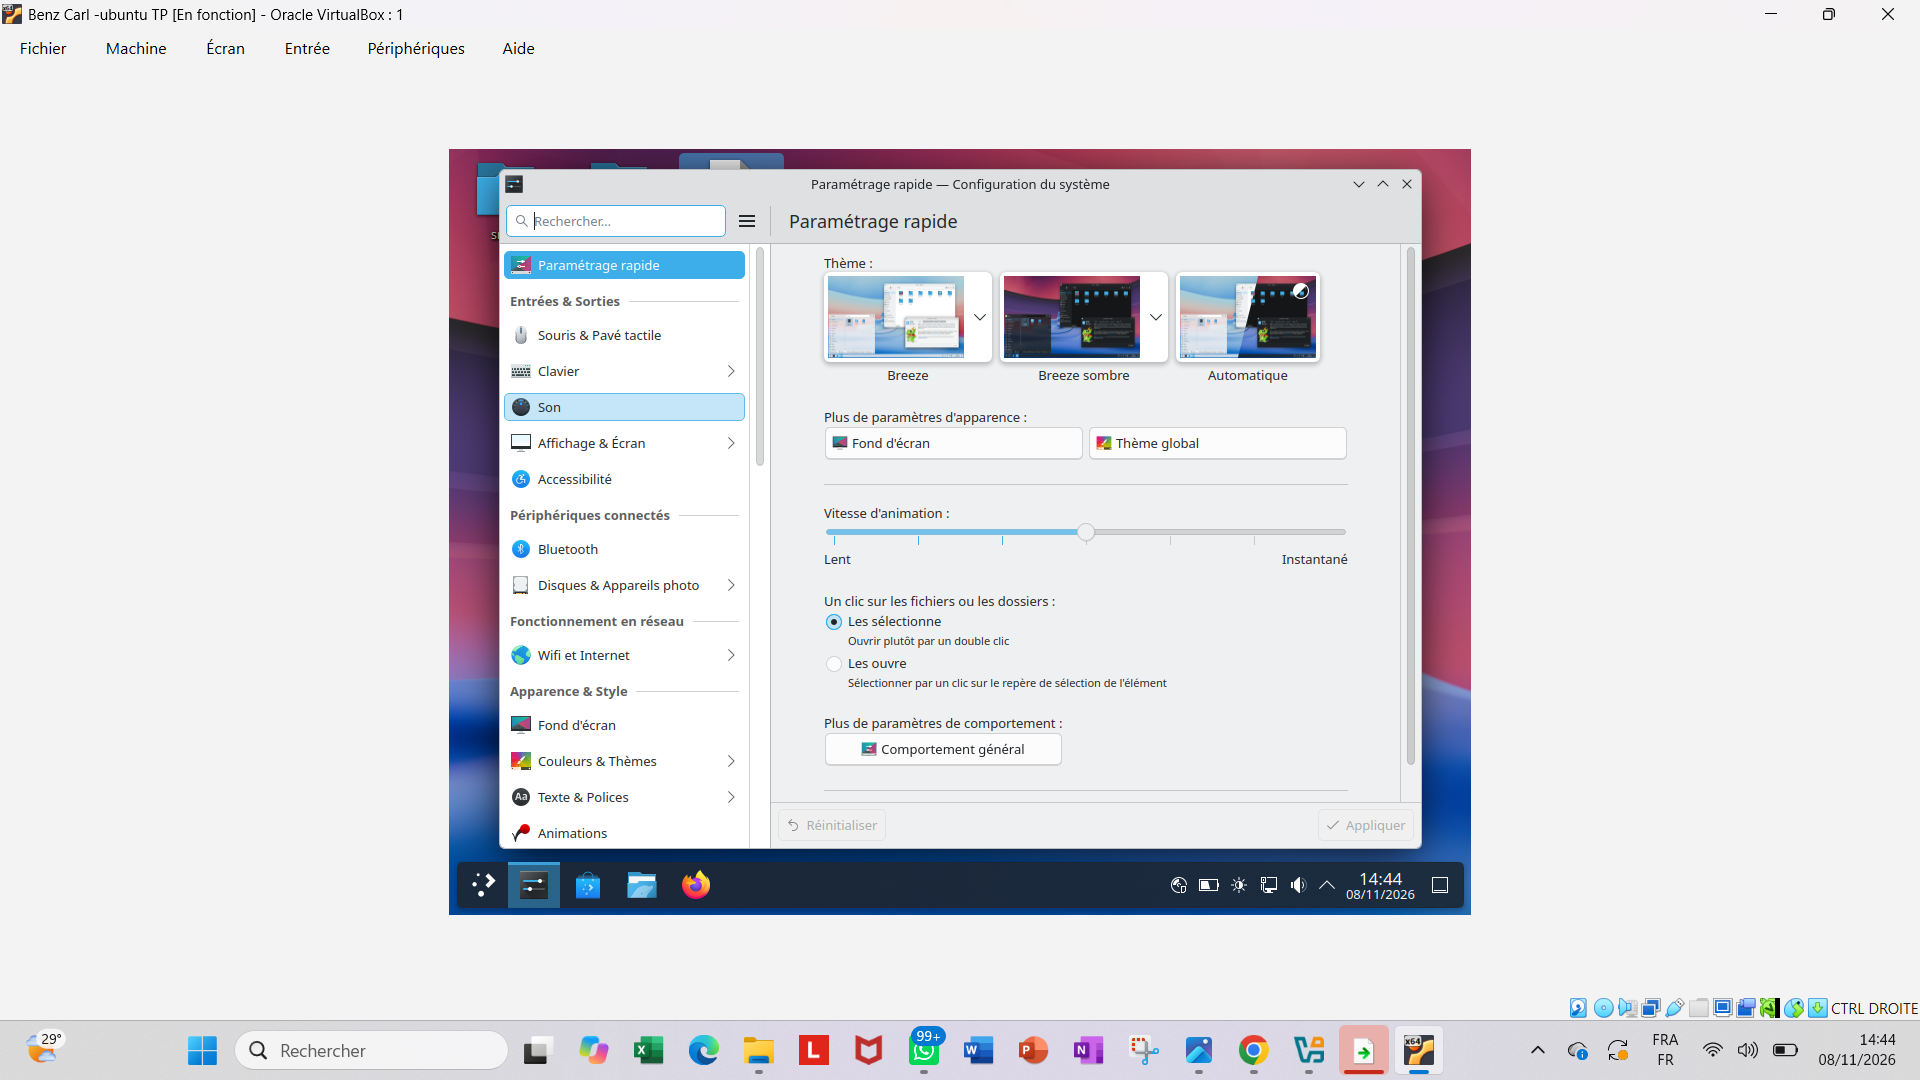 Benz Carl -ubuntu TP [En fonction] - Oracle VirtualBox : 1
Fichier Machine Écran Entrée Périphériques Aide
Paramétrage rapide — Configuration du système
Rechercher...
Paramétrage rapide
Paramétrage rapide
Entrées & Sorties
Souris & Pavé tactile
Clavier
Son
Affichage & Écran
Accessibilité
Périphériques connectés
Bluetooth
Disques & Appareils photo
Fonctionnement en réseau
Wifi et Internet
Apparence & Style
Fond d'écran
Couleurs & Thèmes
Aa Texte & Polices
Animations
Thème :
Breeze Breeze sombre Automatique
Plus de paramètres d'apparence :
Fond d'écran Thème global
Vitesse d'animation :
Lent Instantané
Un clic sur les fichiers ou les dossiers :
Les sélectionne
Ouvrir plutôt par un double clic
Les ouvre
Sélectionner par un clic sur le repère de sélection de l'élément
Plus de paramètres de comportement :
Comportement général
Réinitialiser Appliquer
14:44
08/11/2026
CTRL DROITE
29°
Rechercher
99+
FRA
FR
14:44
08/11/2026